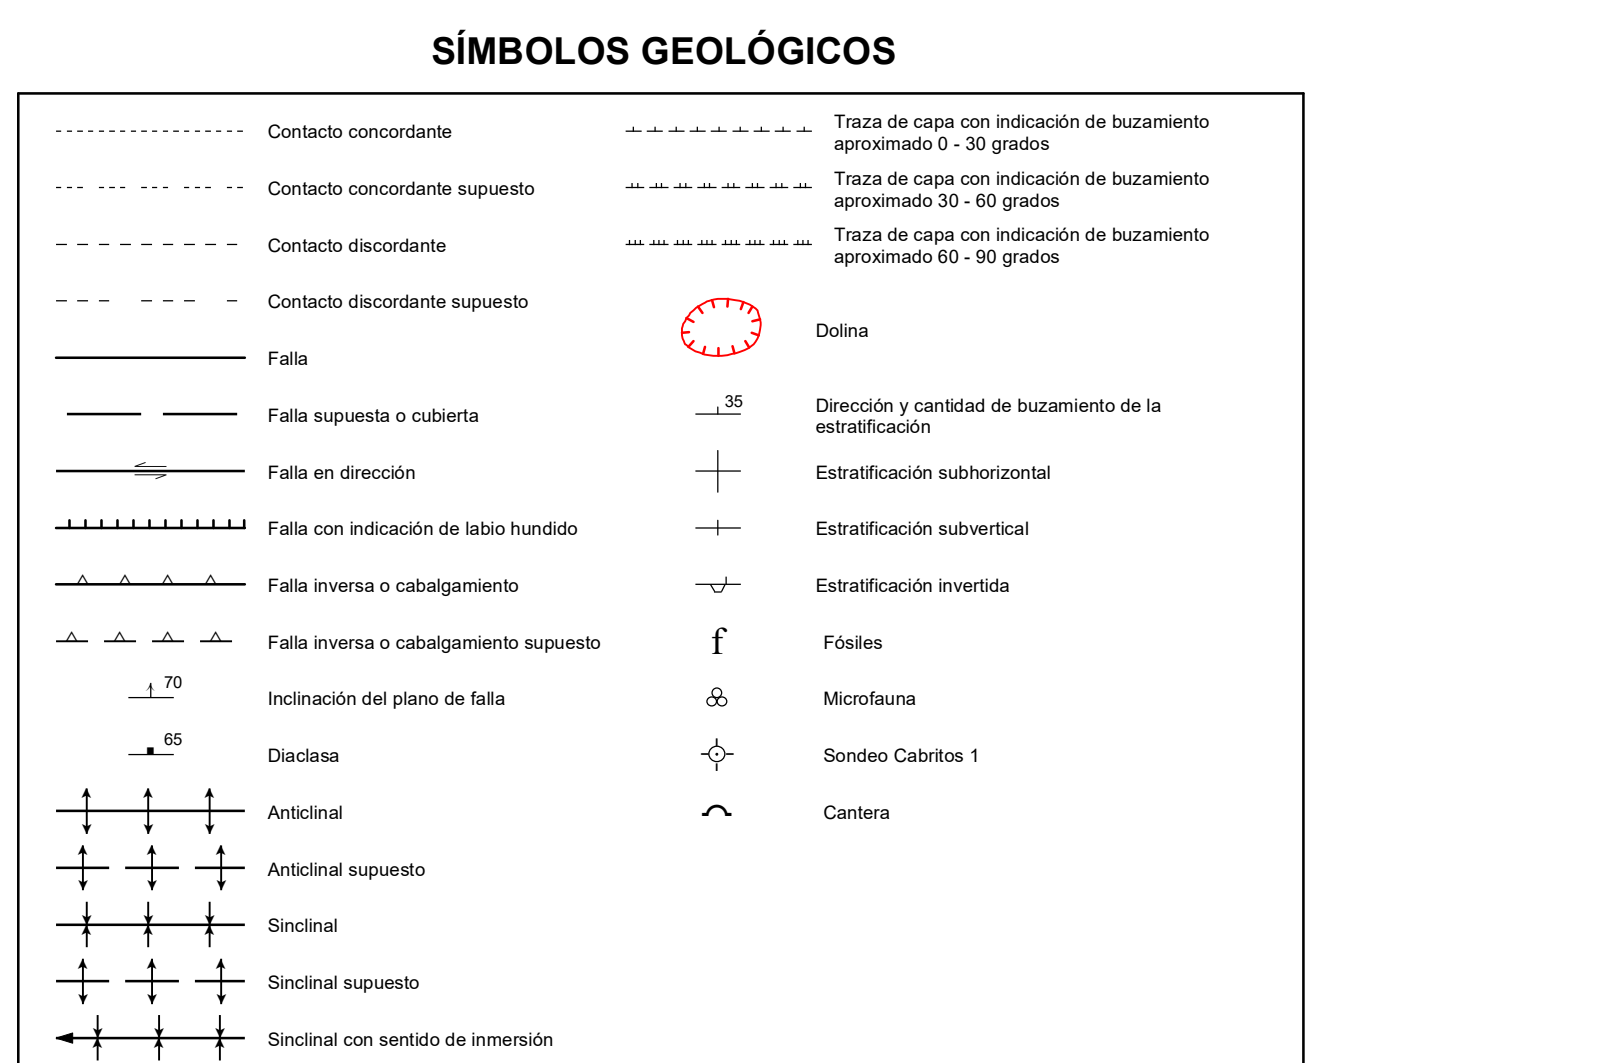 SÍMBOLOS GEOLÓGICOS
Contacto concordante
Contacto concordante supuesto
Contacto discordante
Contacto discordante supuesto
Falla
Falla supuesta o cubierta
Falla en dirección
Falla con indicación de labio hundido
Falla inversa o cabalgamiento
Falla inversa o cabalgamiento supuesto
70
Inclinación del plano de falla
65
Diaclasa
Anticlinal
Anticlinal supuesto
Sinclinal
Sinclinal supuesto
Sinclinal con sentido de inmersión
Traza de capa con indicación de buzamiento
aproximado 0 - 30 grados
Traza de capa con indicación de buzamiento
aproximado 30 - 60 grados
Traza de capa con indicación de buzamiento
aproximado 60 - 90 grados
Dolina
35
Dirección y cantidad de buzamiento de la
estratificación
Estratificación subhorizontal
Estratificación subvertical
Estratificación invertida
f
Fósiles
Microfauna
Sondeo Cabritos 1
Cantera